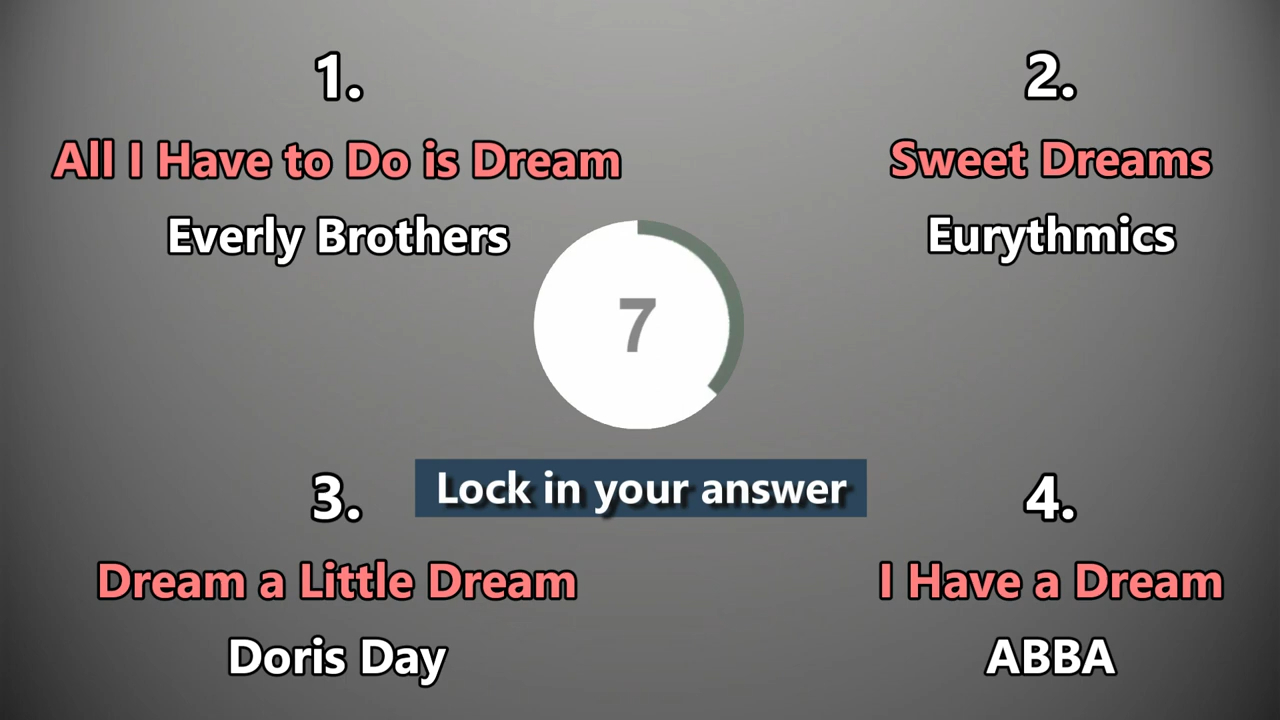 1.
All I Have to Do is Dream
Everly Brothers
2.
Sweet Dreams
Eurythmics
7
Lock in your answer
3.
Dream a Little Dream
Doris Day
4.
I Have a Dream
ABBA